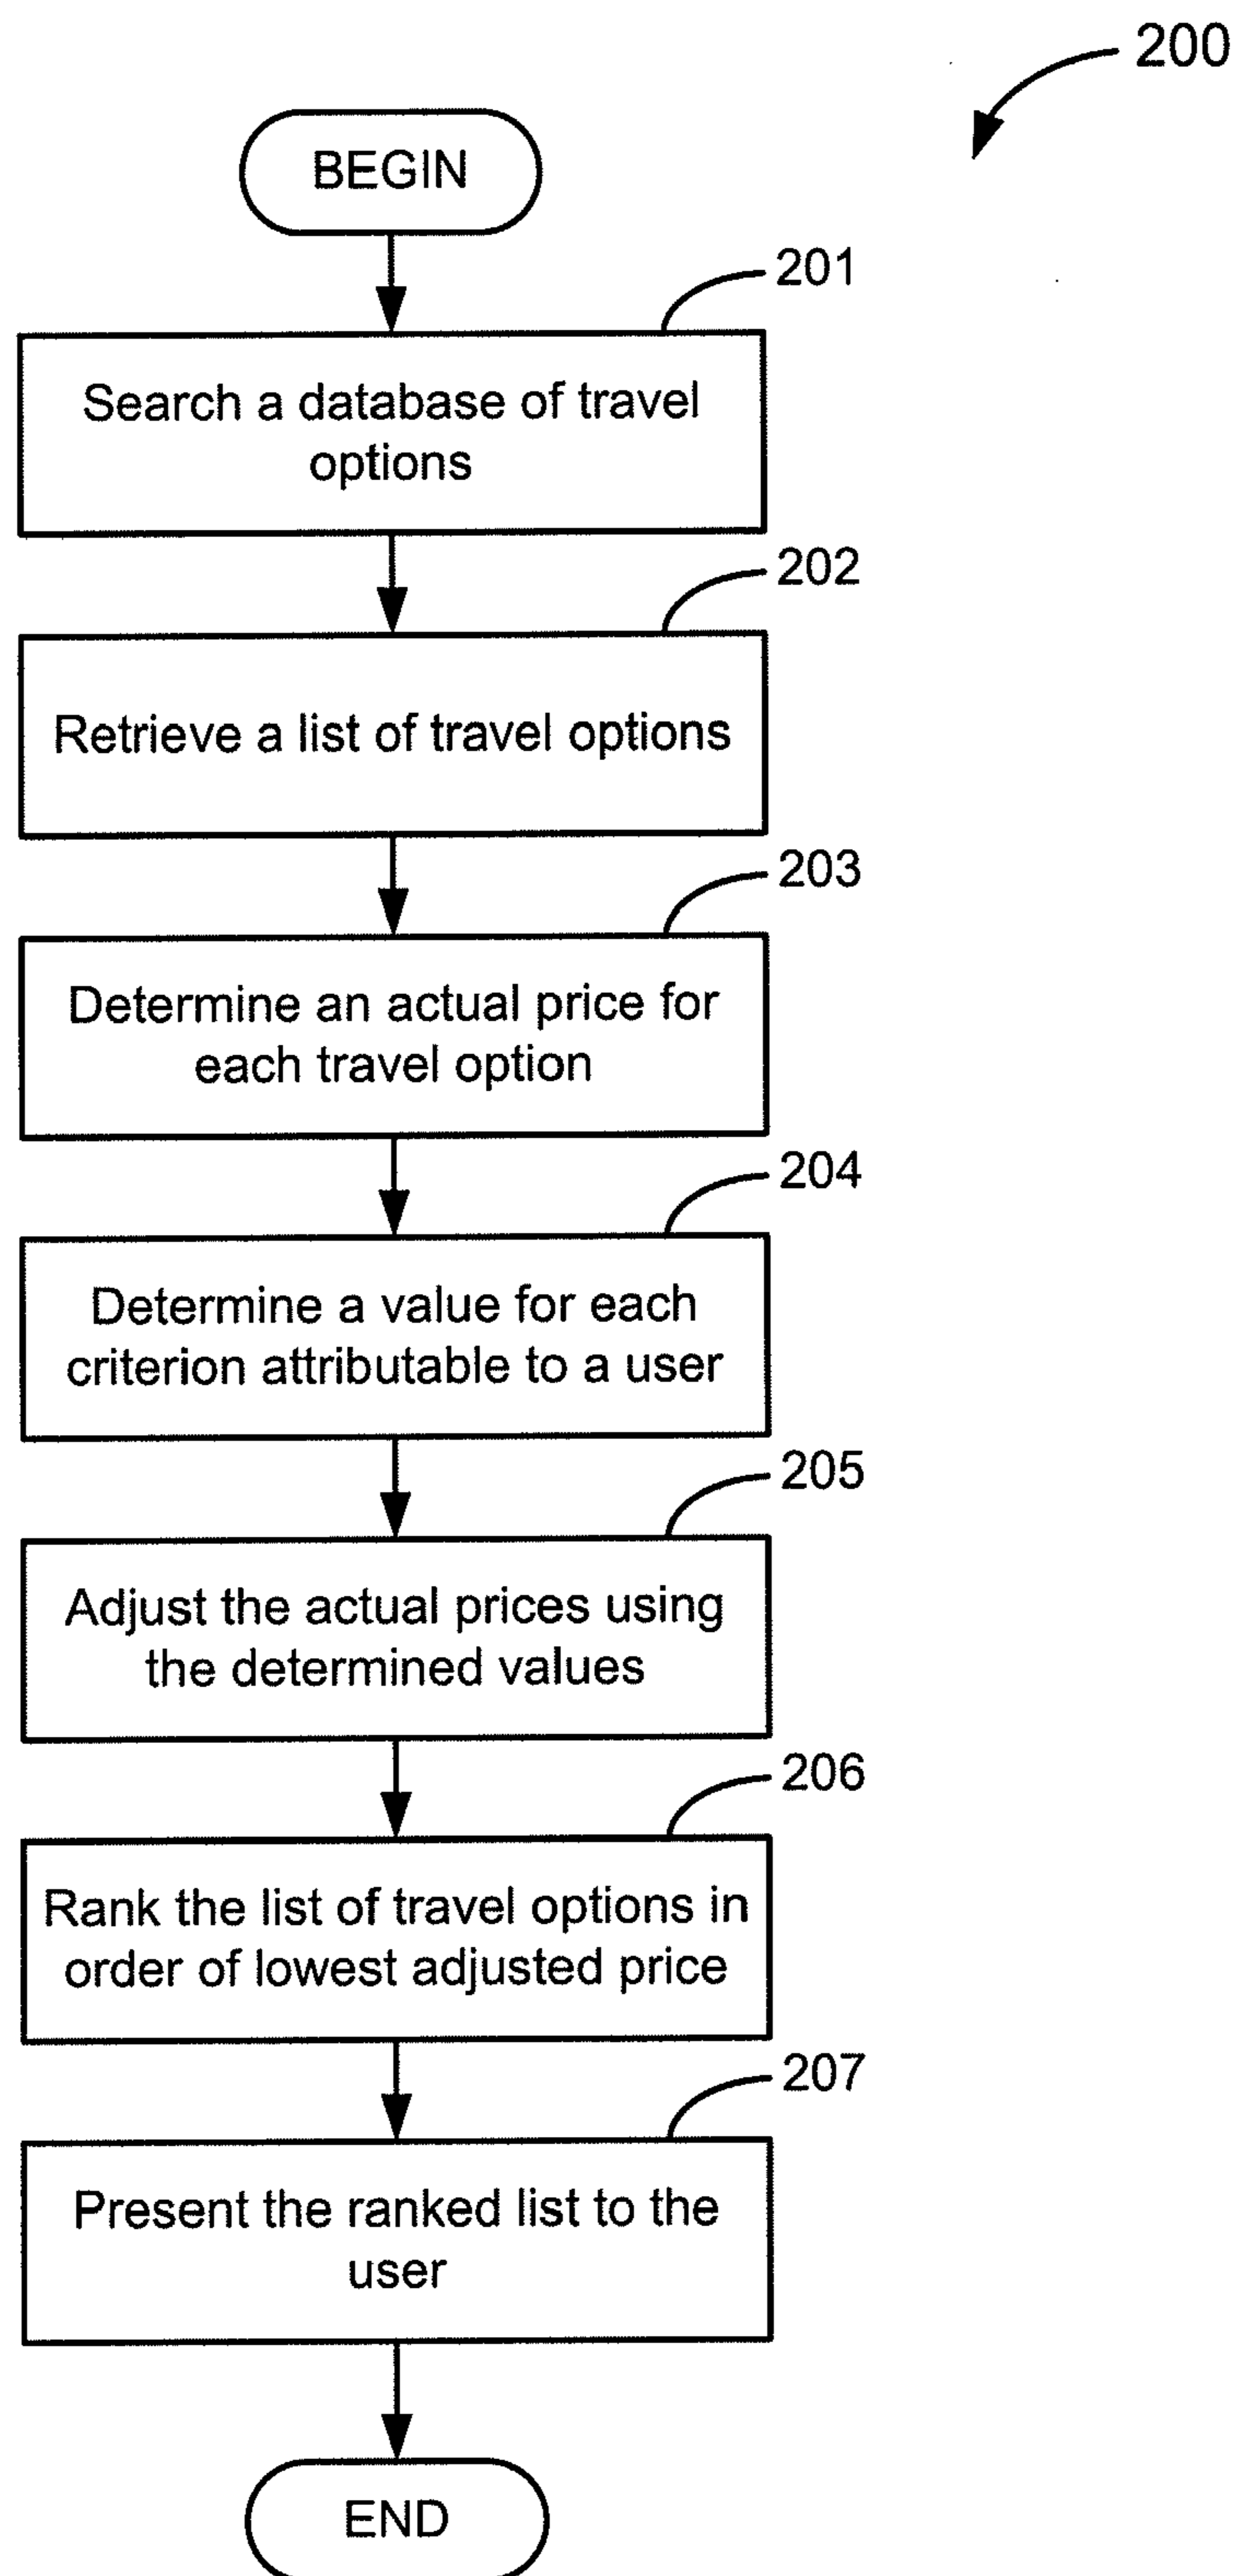 200
BEGIN
201
Search a database of travel
options
202
Retrieve a list of travel options
203
Determine an actual price for
each travel option
204
Determine a value for each
criterion attributable to a user
205
Adjust the actual prices using
the determined values
206
Rank the list of travel options in
order of lowest adjusted price
207
Present the ranked list to the
user
END